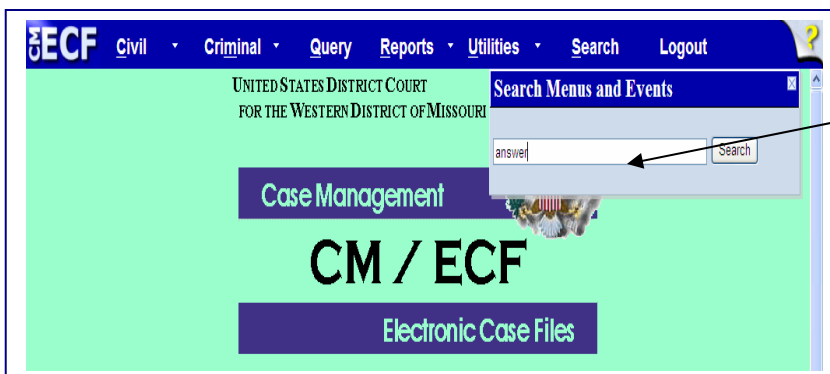 CM ECF Civil Criminal Query Reports Utilities Search Logout ?
UNITED STATES DISTRICT COURT
FOR THE WESTERN DISTRICT OF MISSOURI
Search Menus and Events
answer Search
Case Management
CM / ECF
Electronic Case Files